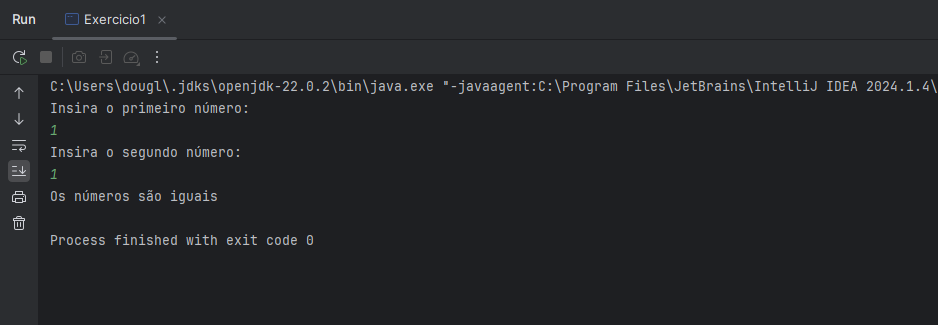 Run Exercicio1
C:\Users\dougl\.jdks\openjdk-22.0.2\bin\java.exe "-javaagent:C:\Program Files\JetBrains\IntelliJ IDEA 2024.1.4\
Insira o primeiro número:
1
Insira o segundo número:
1
Os números são iguais
Process finished with exit code 0